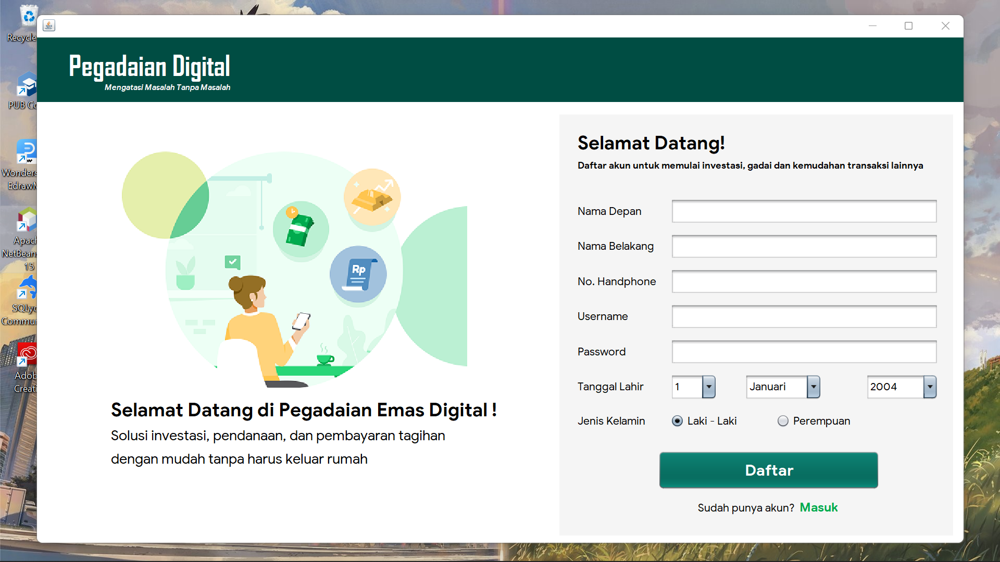 Recycle
PUB Co
Wonders
EdrawM
Apach
NetBeans
15
SQLyo
Commun
Adob
Creati
Pegadaian Digital
Mengatasi Masalah Tanpa Masalah
Rp
Selamat Datang di Pegadaian Emas Digital !
Solusi investasi, pendanaan, dan pembayaran tagihan
dengan mudah tanpa harus keluar rumah
Selamat Datang!
Daftar akun untuk memulai investasi, gadai dan kemudahan transaksi lainnya
Nama Depan
Nama Belakang
No. Handphone
Username
Password
Tanggal Lahir 1 Januari 2004
Jenis Kelamin Laki - Laki Perempuan
Daftar
Sudah punya akun? Masuk